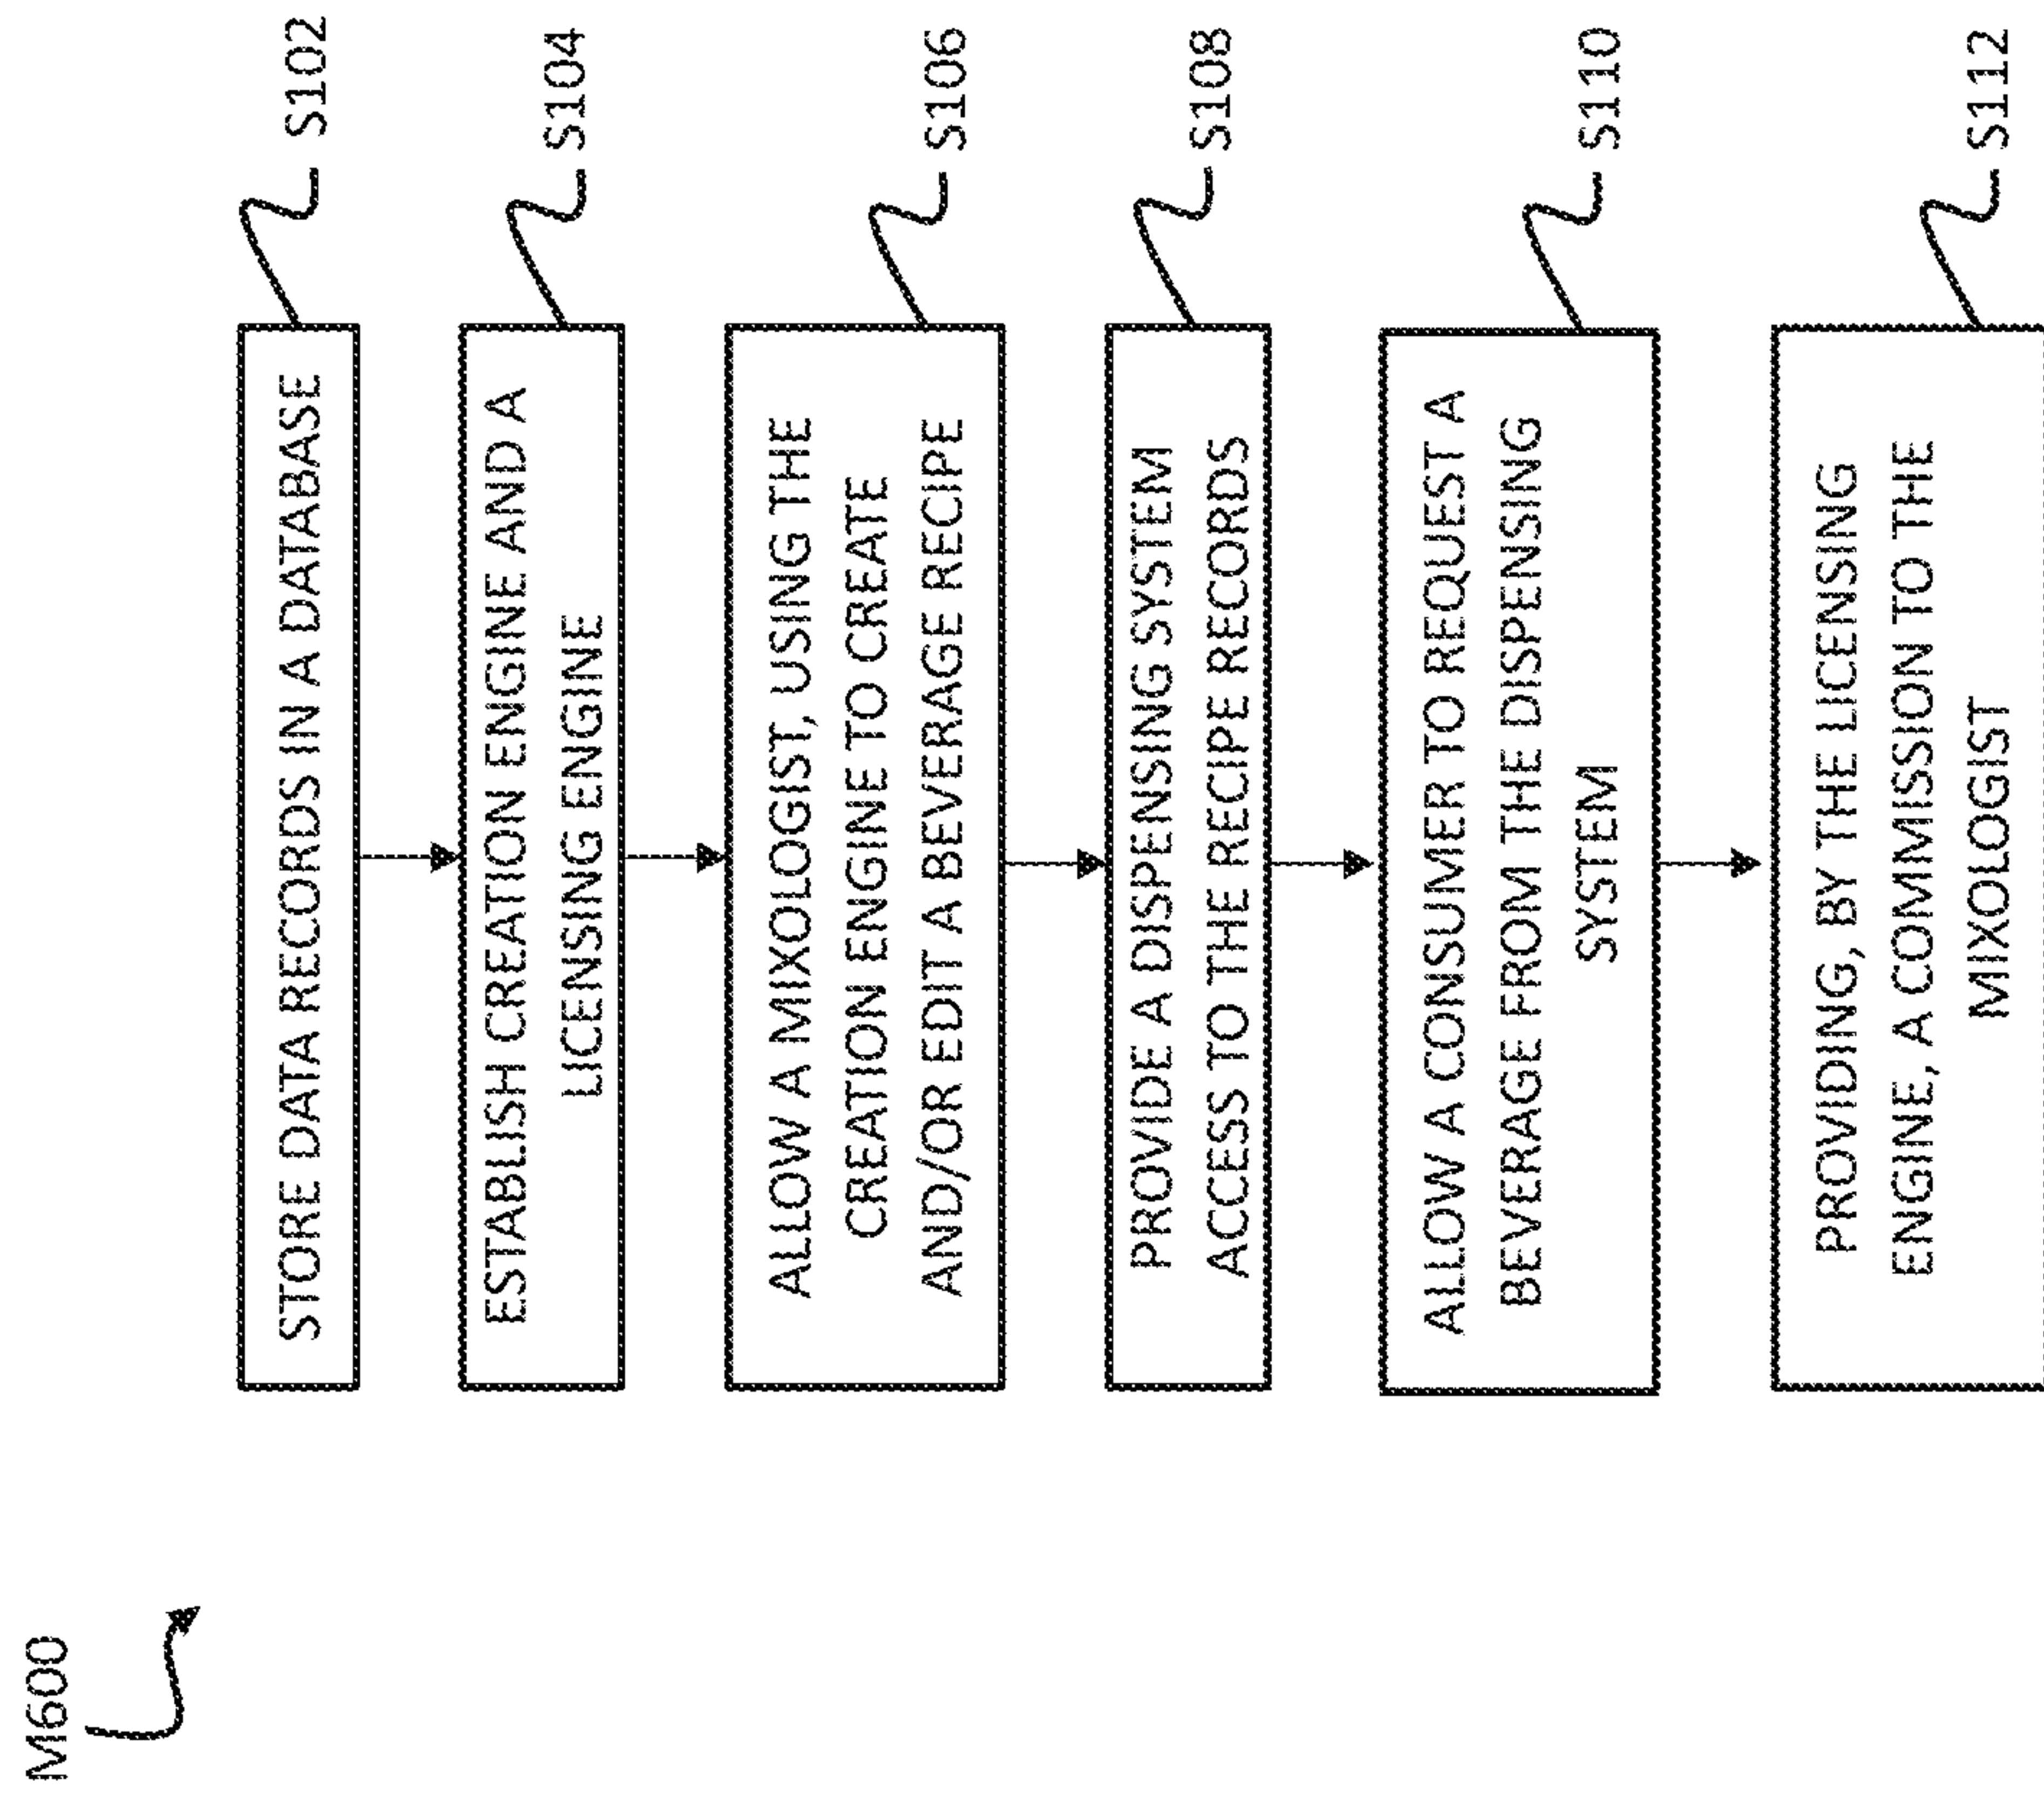 M600
STORE DATA RECORDS IN A DATABASE
S102
ESTABLISH CREATION ENGINE AND A
LICENSING ENGINE
S104
ALLOW A MIXOLOGIST, USING THE
CREATION ENGINE TO CREATE
AND/OR EDIT A BEVERAGE RECIPE
S106
PROVIDE A DISPENSING SYSTEM
ACCESS TO THE RECIPE RECORDS
S108
ALLOW A CONSUMER TO REQUEST A
BEVERAGE FROM THE DISPENSING
SYSTEM
S110
PROVIDING, BY THE LICENSING
ENGINE, A COMMISSION TO THE
MIXOLOGIST
S112